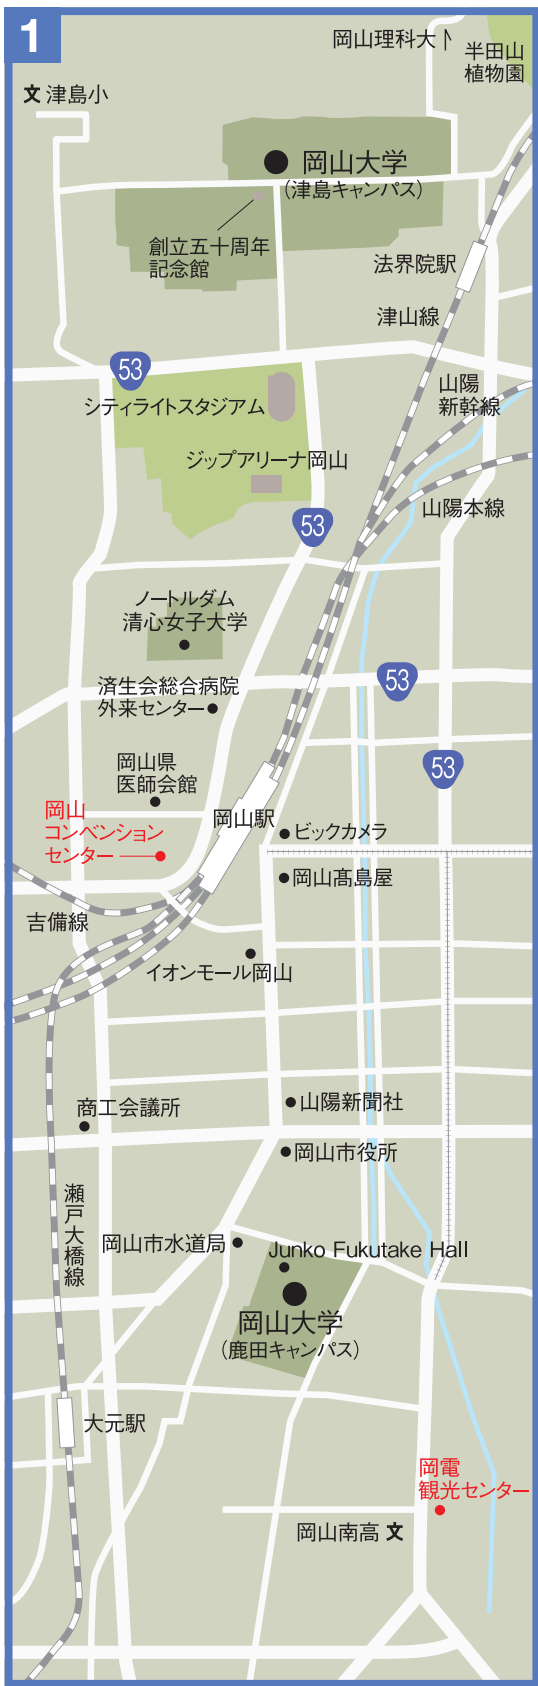 1
岡山理科大
半田山
植物園
文 津島小
岡山大学
(津島キャンパス)
創立五十周年
記念館
法界院駅
津山線
53
山陽
新幹線
シティライトスタジアム
ジップアリーナ岡山
山陽本線
53
ノートルダム
清心女子大学
済生会総合病院
外来センター
53
岡山県
医師会館
53
岡山
コンベンション
センター
岡山駅
ビックカメラ
岡山髙島屋
吉備線
イオンモール岡山
商工会議所
山陽新聞社
岡山市役所
瀬戸大橋線
岡山市水道局
Junko Fukutake Hall
岡山大学
(鹿田キャンパス)
大元駅
岡電
観光センター
岡山南高 文